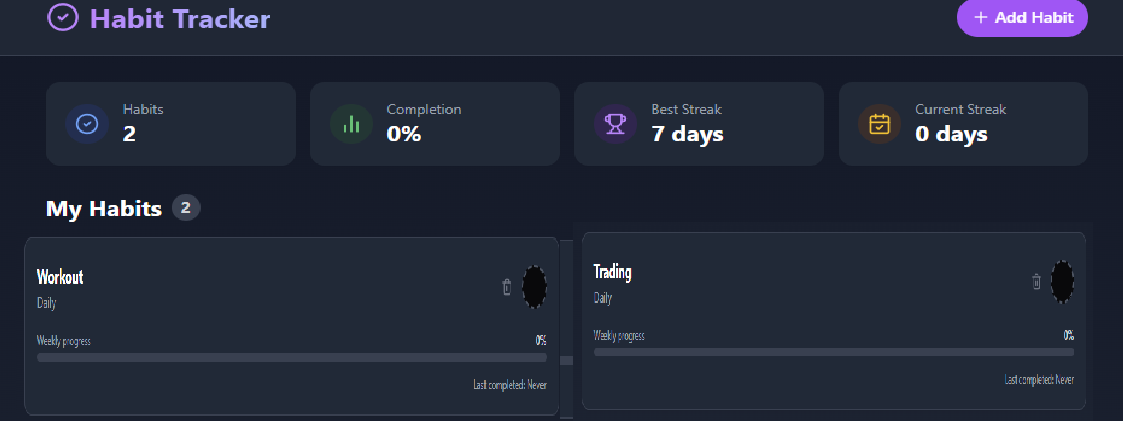 Habit Tracker
+ Add Habit
Habits
2
Completion
0%
Best Streak
7 days
Current Streak
0 days
My Habits 2
Workout
Daily
Weekly progress 0%
Last completed: Never
Trading
Daily
Weekly progress 0%
Last completed: Never